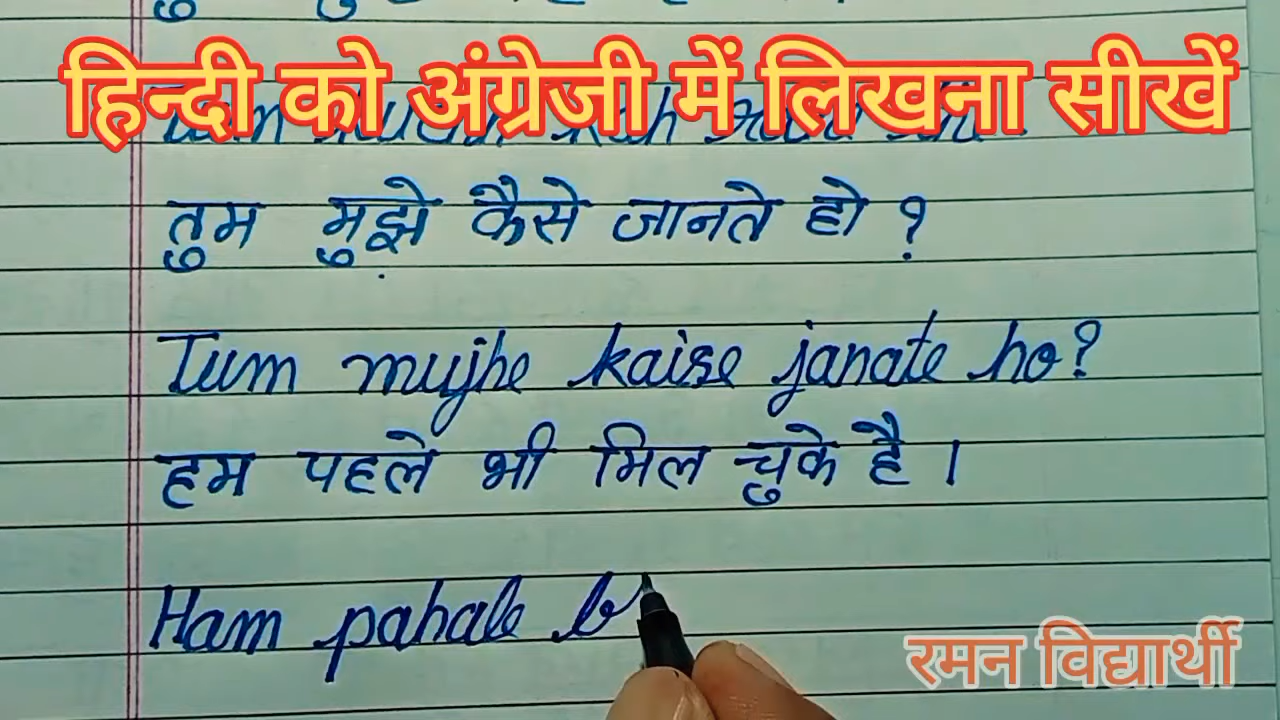 हिन्दी को अंग्रेजी में लिखना सीखें
तुम मुझे कैसे जानते हो ?
Tum mujhe kaise janate ho?
हम पहले भी मिल चुके है ।
Ham pahale b
रमन विद्यार्थी